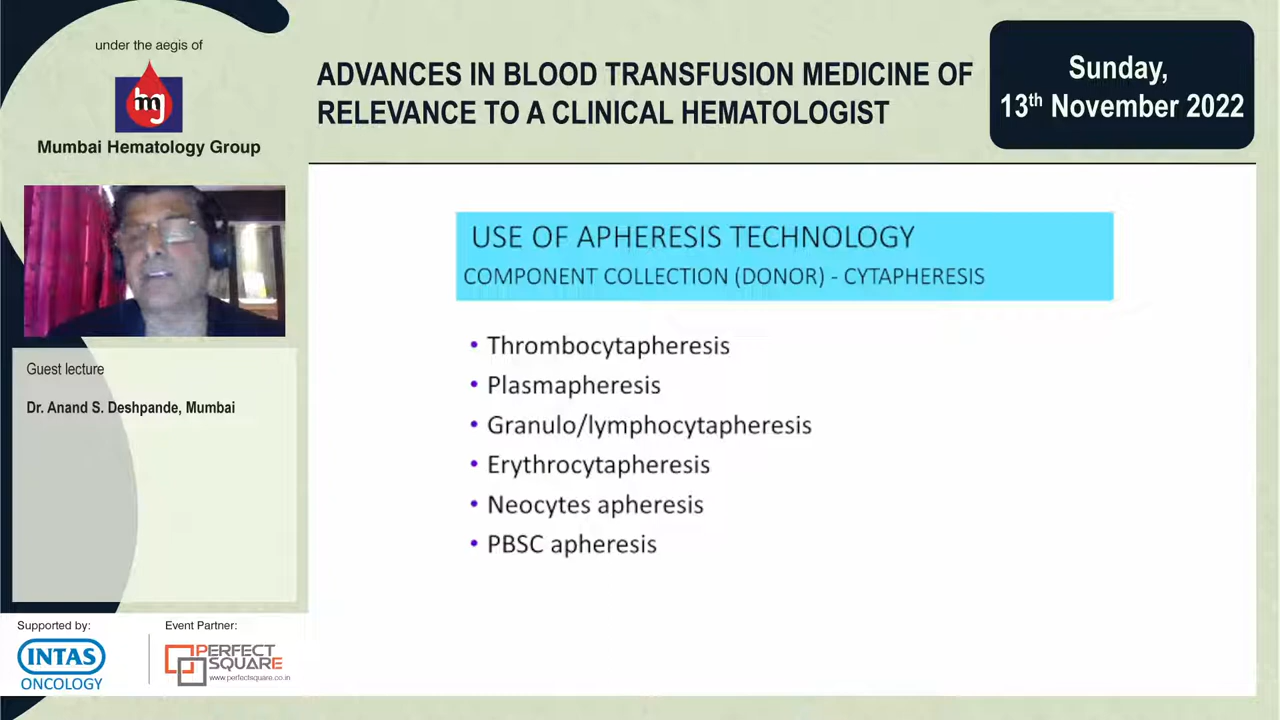 under the aegis of
mg
Mumbai Hematology Group
ADVANCES IN BLOOD TRANSFUSION MEDICINE OF
RELEVANCE TO A CLINICAL HEMATOLOGIST
Sunday,
13th November 2022
Guest lecture
Dr. Anand S. Deshpande, Mumbai
USE OF APHERESIS TECHNOLOGY
COMPONENT COLLECTION (DONOR) - CYTAPHERESIS
• Thrombocytapheresis
• Plasmapheresis
• Granulo/lymphocytapheresis
• Erythrocytapheresis
• Neocytes apheresis
• PBSC apheresis
Supported by:
INTAS
ONCOLOGY
Event Partner:
PERFECT
SQUARE
www.perfectsquare.co.in